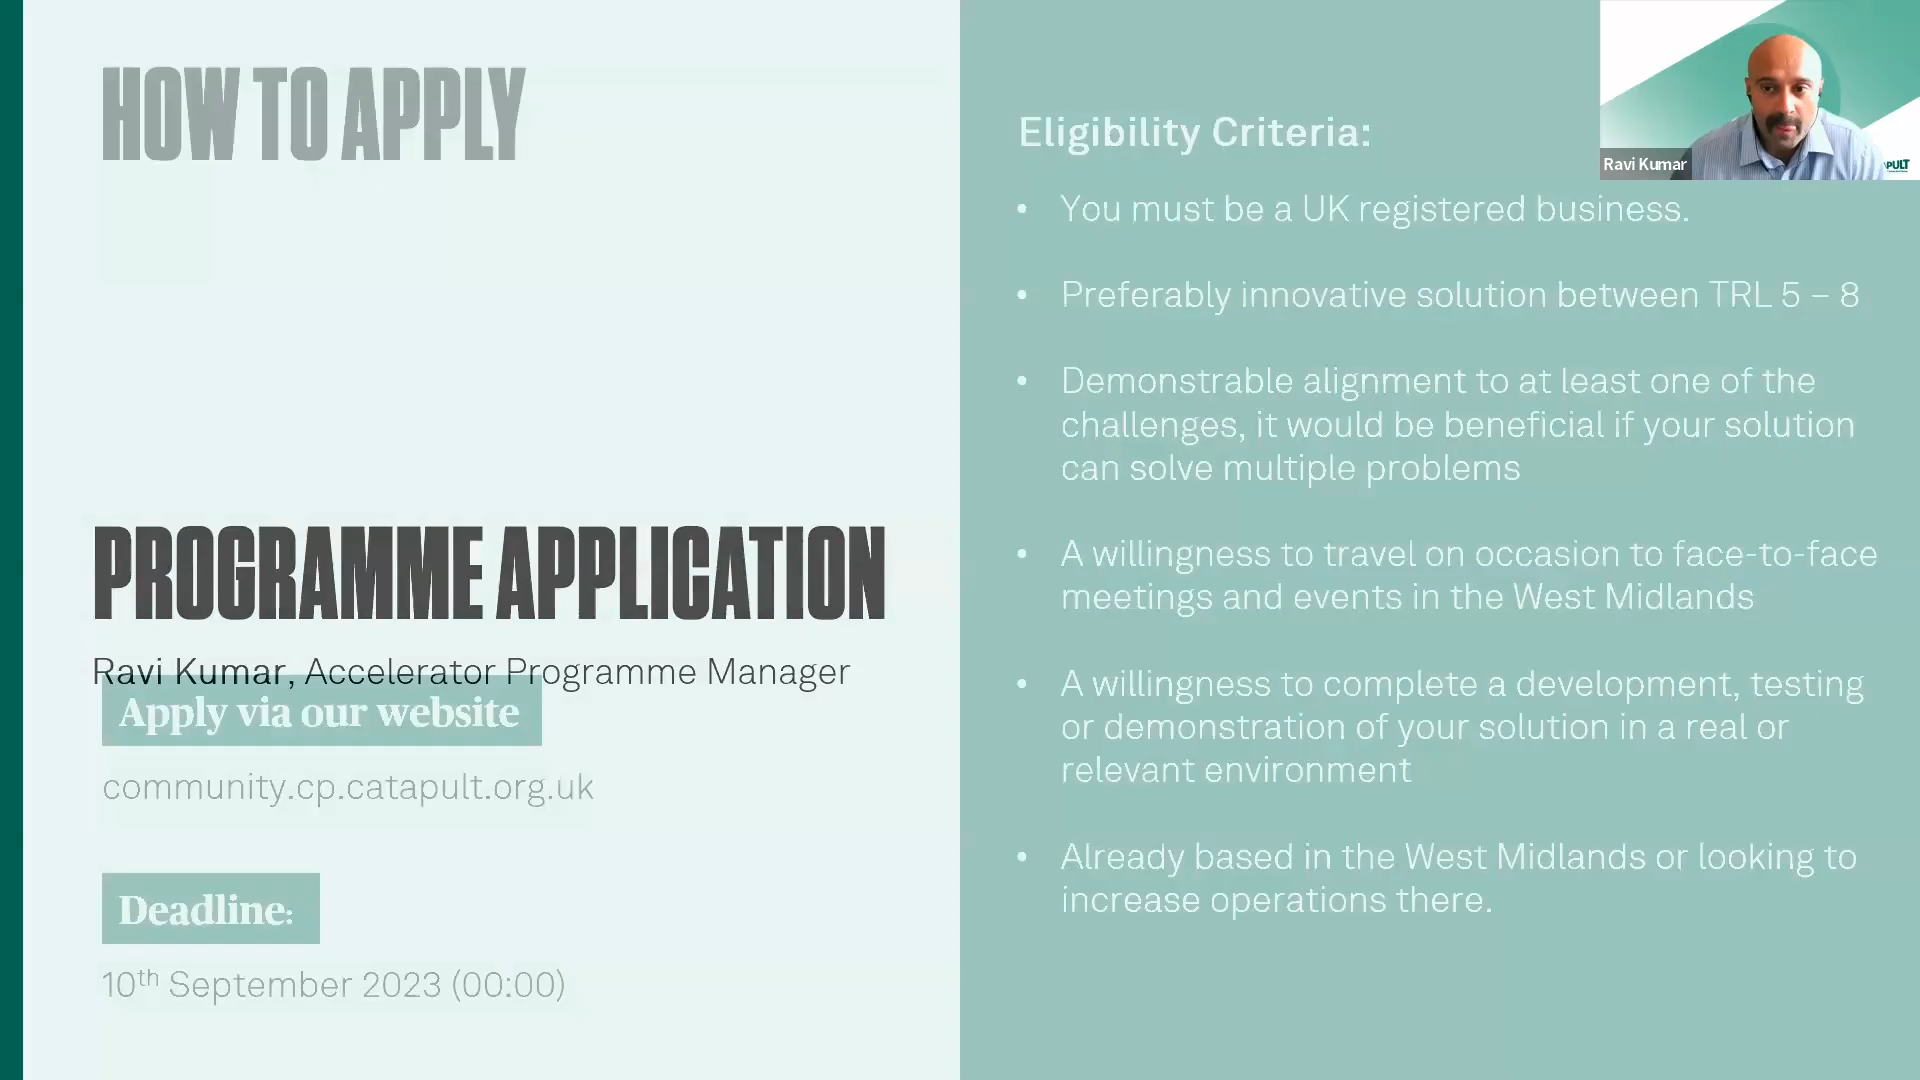 HOW TO APPLY
PROGRAMME APPLICATION
Ravi Kumar, Accelerator Programme Manager
Apply via our website
community.cp.catapult.org.uk
Deadline:
10th September 2023 (00:00)
Eligibility Criteria:
• You must be a UK registered business.
• Preferably innovative solution between TRL 5 – 8
• Demonstrable alignment to at least one of the
challenges, it would be beneficial if your solution
can solve multiple problems
• A willingness to travel on occasion to face-to-face
meetings and events in the West Midlands
• A willingness to complete a development, testing
or demonstration of your solution in a real or
relevant environment
• Already based in the West Midlands or looking to
increase operations there.
Ravi Kumar
PULT